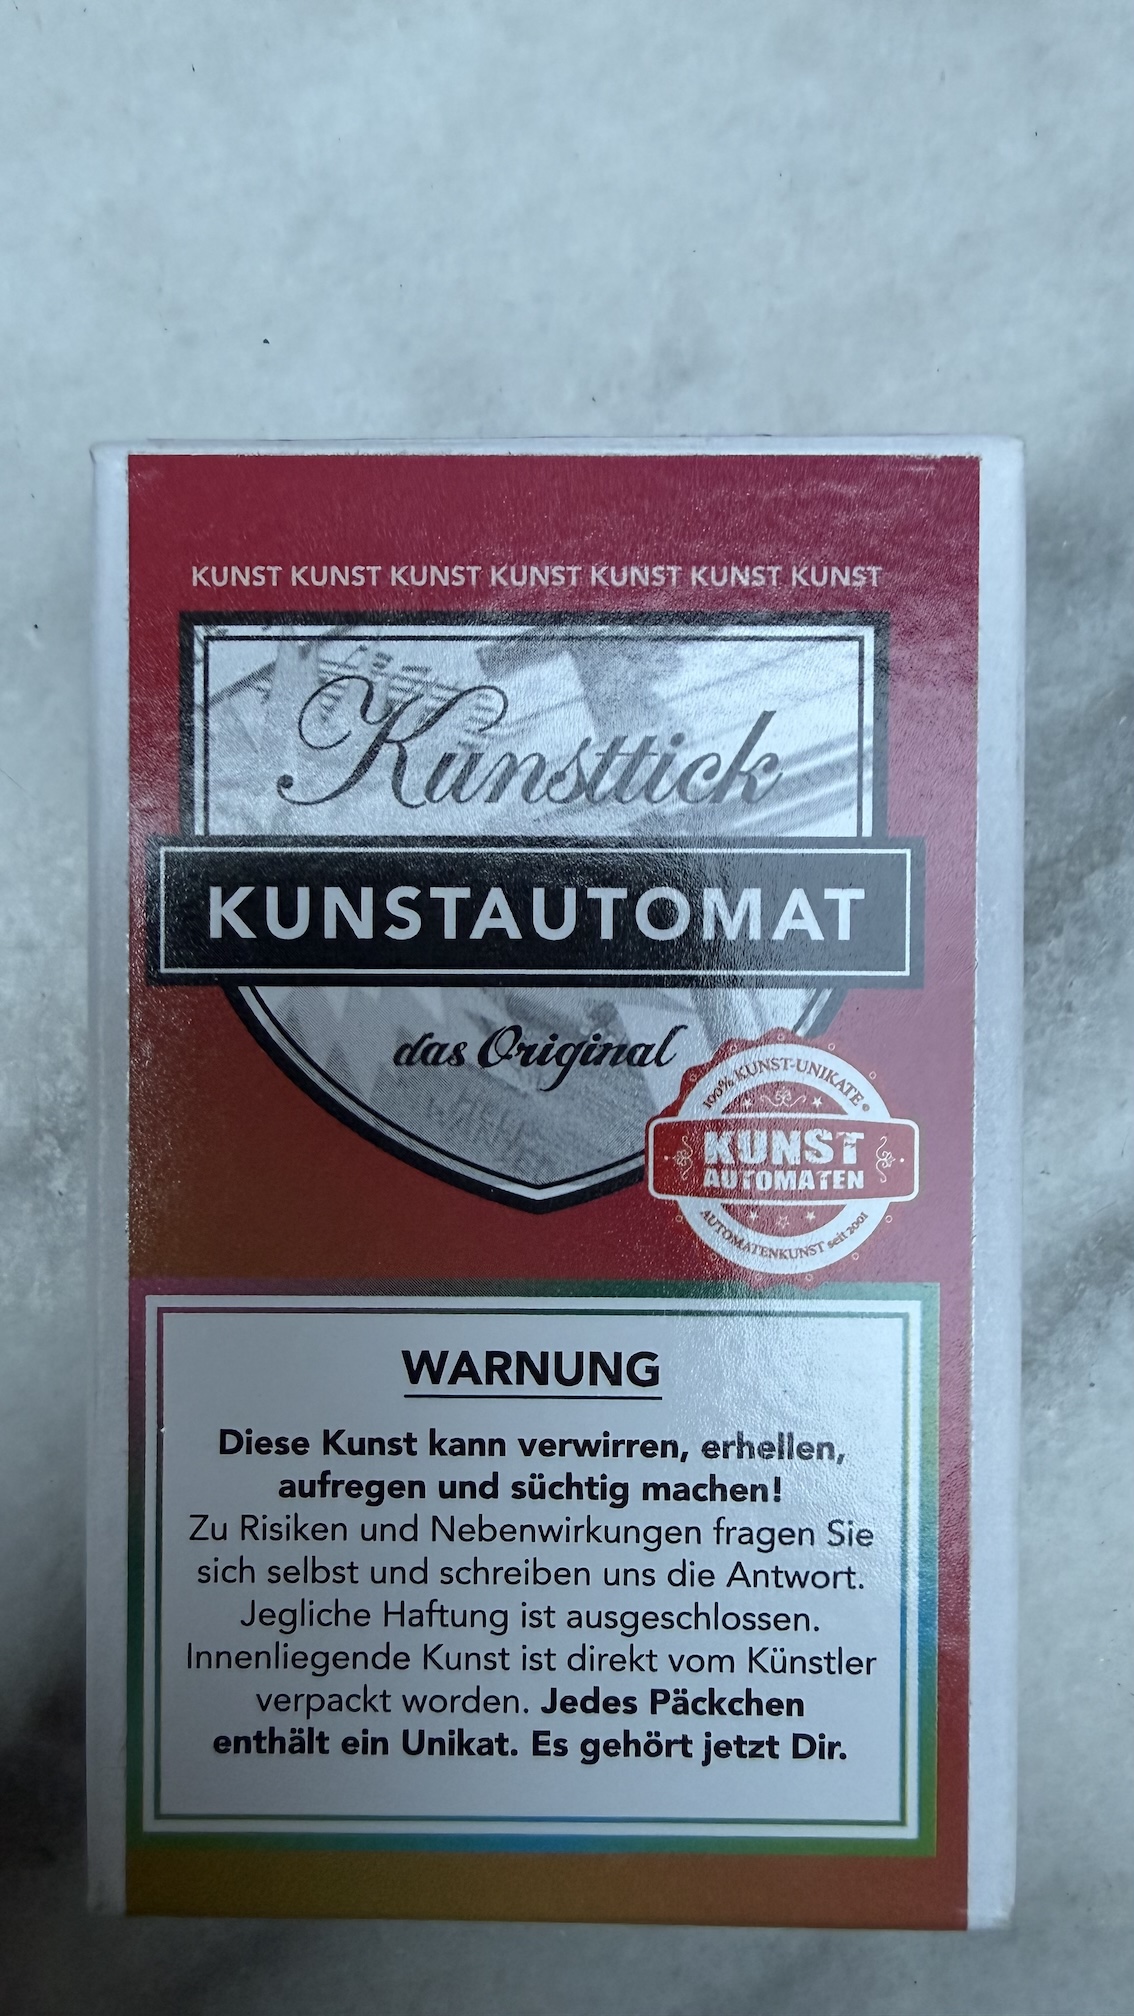 KUNST KUNST KUNST KUNST KUNST KUNST KUNST
Kunsttick
KUNSTAUTOMAT
das Original
100% KUNST-UNIKATE
KUNST
AUTOMATEN
AUTOMATENKUNST seit 2001
WARNUNG
Diese Kunst kann verwirren, erhellen,
aufregen und süchtig machen!
Zu Risiken und Nebenwirkungen fragen Sie
sich selbst und schreiben uns die Antwort.
Jegliche Haftung ist ausgeschlossen.
Innenliegende Kunst ist direkt vom Künstler
verpackt worden. Jedes Päckchen
enthält ein Unikat. Es gehört jetzt Dir.